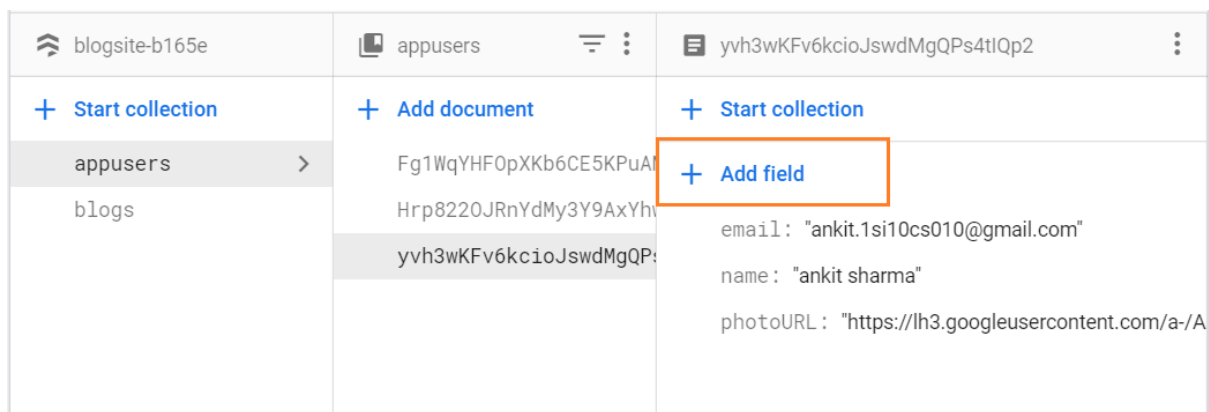 blogsite-b165e
appusers
yvh3wKFv6kcioJswdMgQPs4tIQp2
Start collection
Add document
Start collection
appusers
blogs
Fg1WqYHFOpXKb6CE5KPuA
Hrp822OJRnYdMy3Y9AxYh
yvh3wKFv6kcioJswdMgQPs
Add field
email: "ankit.1si10cs010@gmail.com"
name: "ankit sharma"
photoURL: "https://lh3.googleusercontent.com/a-/A